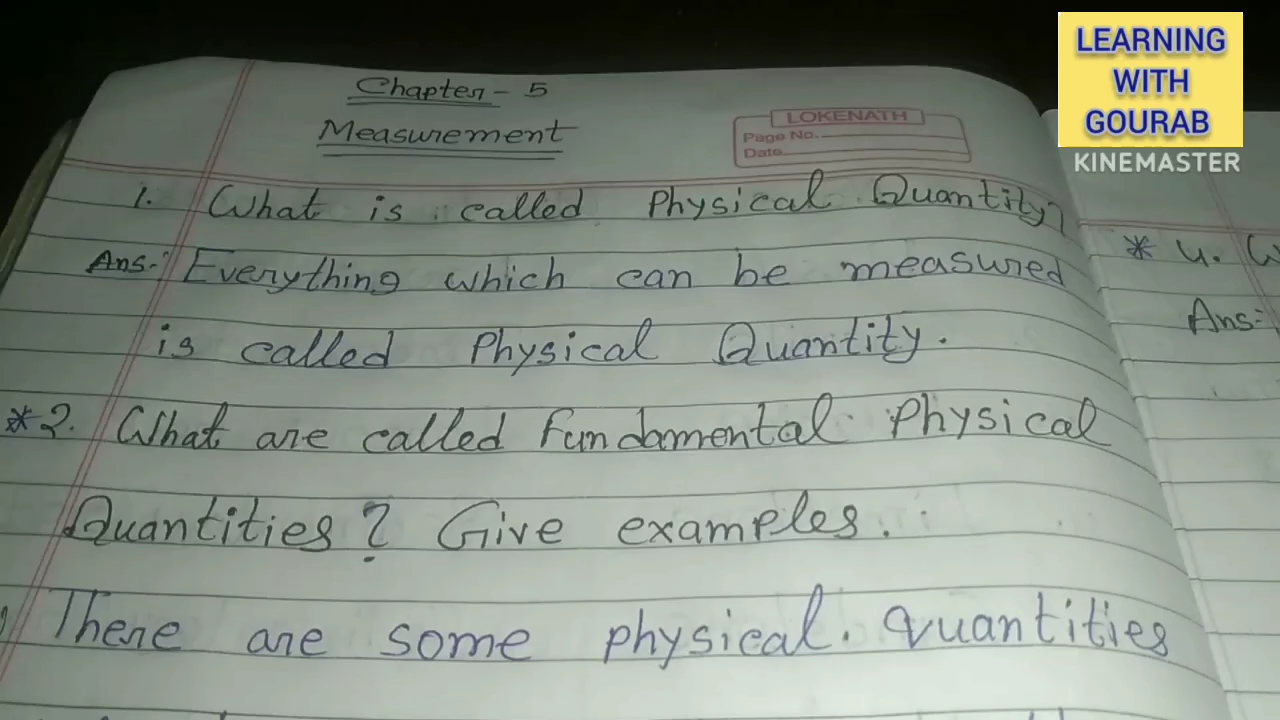 LEARNING
WITH
GOURAB
KINEMASTER
Chapter - 5
Measurement
LOKENATH
Page No.
Date
1. What is called Physical Quantity?
Ans:- Everything which can be measured
is called Physical Quantity.
*2. What are called Fundamental Physical
Quantities? Give examples.
There are some physical quantities
* 4.
Ans: